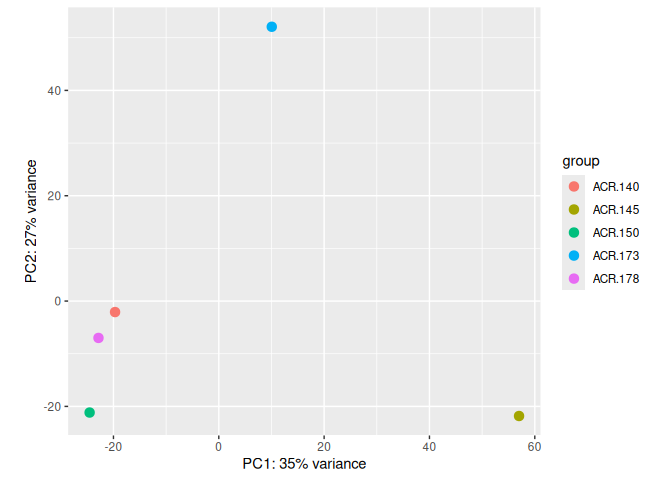 40
20
0
-20
-20
0
20
40
60
PC1: 35% variance
PC2: 27% variance
group
ACR.140
ACR.145
ACR.150
ACR.173
ACR.178